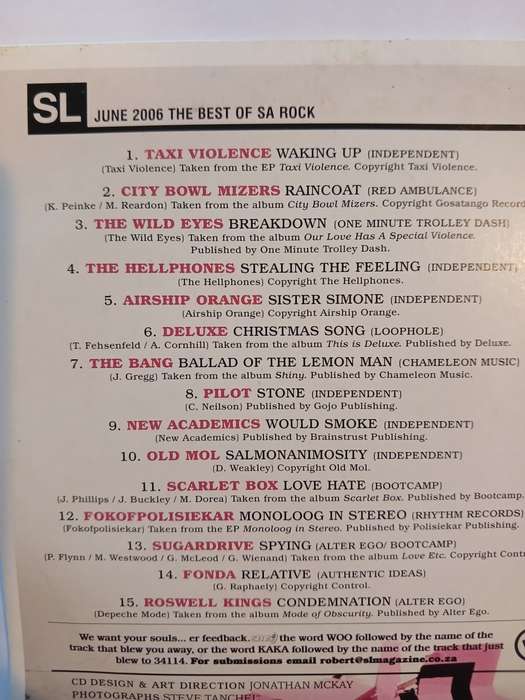 SL JUNE 2006 THE BEST OF SA ROCK
1. TAXI VIOLENCE WAKING UP (INDEPENDENT)
(Taxi Violence) Taken from the EP Taxi Violence. Copyright Taxi Violence.
2. CITY BOWL MIZERS RAINCOAT (RED AMBULANCE)
(K. Peinke / M. Reardon) Taken from the album City Bowl Mizers. Copyright Gosatango Record
3. THE WILD EYES BREAKDOWN (ONE MINUTE TROLLEY DASH)
(The Wild Eyes) Taken from the album Our Love Has A Special Violence.
Published by One Minute Trolley Dash.
4. THE HELLPHONES STEALING THE FEELING (INDEPENDENT)
(The Hellphones) Copyright The Hellphones.
5. AIRSHIP ORANGE SISTER SIMONE (INDEPENDENT)
(Airship Orange) Copyright Airship Orange.
6. DELUXE CHRISTMAS SONG (LOOPHOLE)
(T. Fehsenfeld / A. Cornhill) Taken from the album This is Deluxe. Published by Deluxe.
7. THE BANG BALLAD OF THE LEMON MAN (CHAMELEON MUSIC)
(J. Gregg) Taken from the album Shiny. Published by Chameleon Music.
8. PILOT STONE (INDEPENDENT)
(C. Neilson) Published by Gojo Publishing.
9. NEW ACADEMICS WOULD SMOKE (INDEPENDENT)
(New Academics) Published by Brainstrust Publishing.
10. OLD MOL SALMONANIMOSITY (INDEPENDENT)
(D. Weakley) Copyright Old Mol.
11. SCARLET BOX LOVE HATE (BOOTCAMP)
(J. Phillips / J. Buckley / M. Dorea) Taken from the album Scarlet Box. Published by Bootcamp.
12. FOKOFPOLISIEKAR MONOLOOG IN STEREO (RHYTHM RECORDS)
(Fokofpolisiekar) Taken from the EP Monoloog in Stereo. Published by Polisiekar Publishing.
13. SUGARDRIVE SPYING (ALTER EGO/ BOOTCAMP)
(P. Flynn / M. Westwood / G. McLeod / G. Wienand) Taken from the album Love Etc. Copyright Cont
14. FONDA RELATIVE (AUTHENTIC IDEAS)
(G. Raphaely) Copyright Control.
15. ROSWELL KINGS CONDEMNATION (ALTER EGO)
(Depeche Mode) Taken from the album Mode of Obscurity. Published by Alter Ego.
We want your souls... er feedback. the word WOO followed by the name of the
track that blew you away, or the word KAKA followed by the name of the track that just
blew to 34114. For submissions email robert@slmagazine.co.za
CD DESIGN & ART DIRECTION JONATHAN MCKAY
PHOTOGRAPHS STEVE TANCHEL